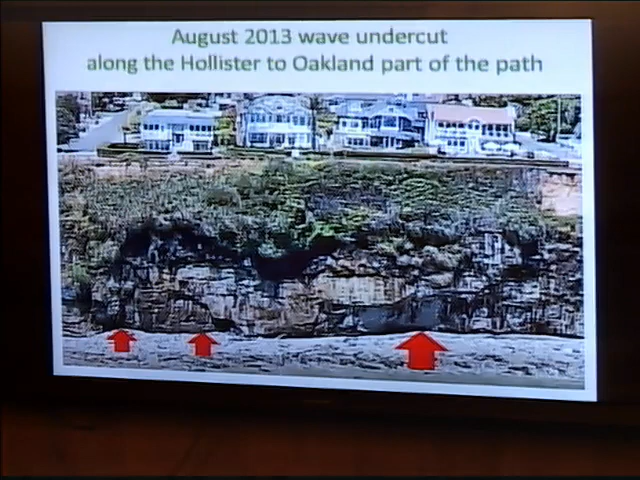 August 2013 wave undercut
along the Hollister to Oakland part of the path